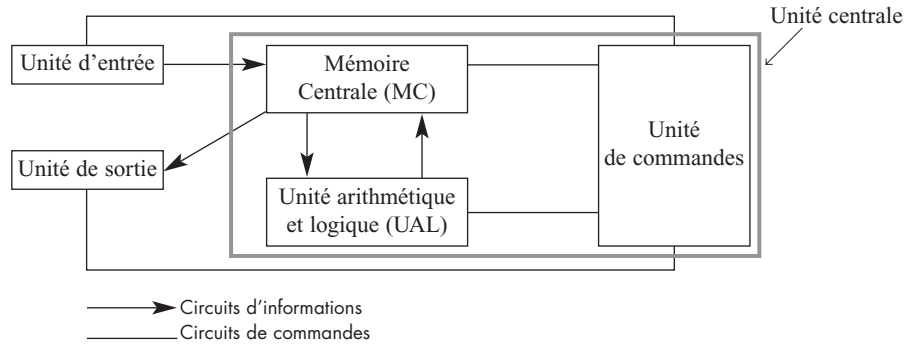 Unité centrale
Unité d'entrée
Mémoire
Centrale (MC)
Unité
de commandes
Unité de sortie
Unité arithmétique
et logique (UAL)
Circuits d'informations
Circuits de commandes